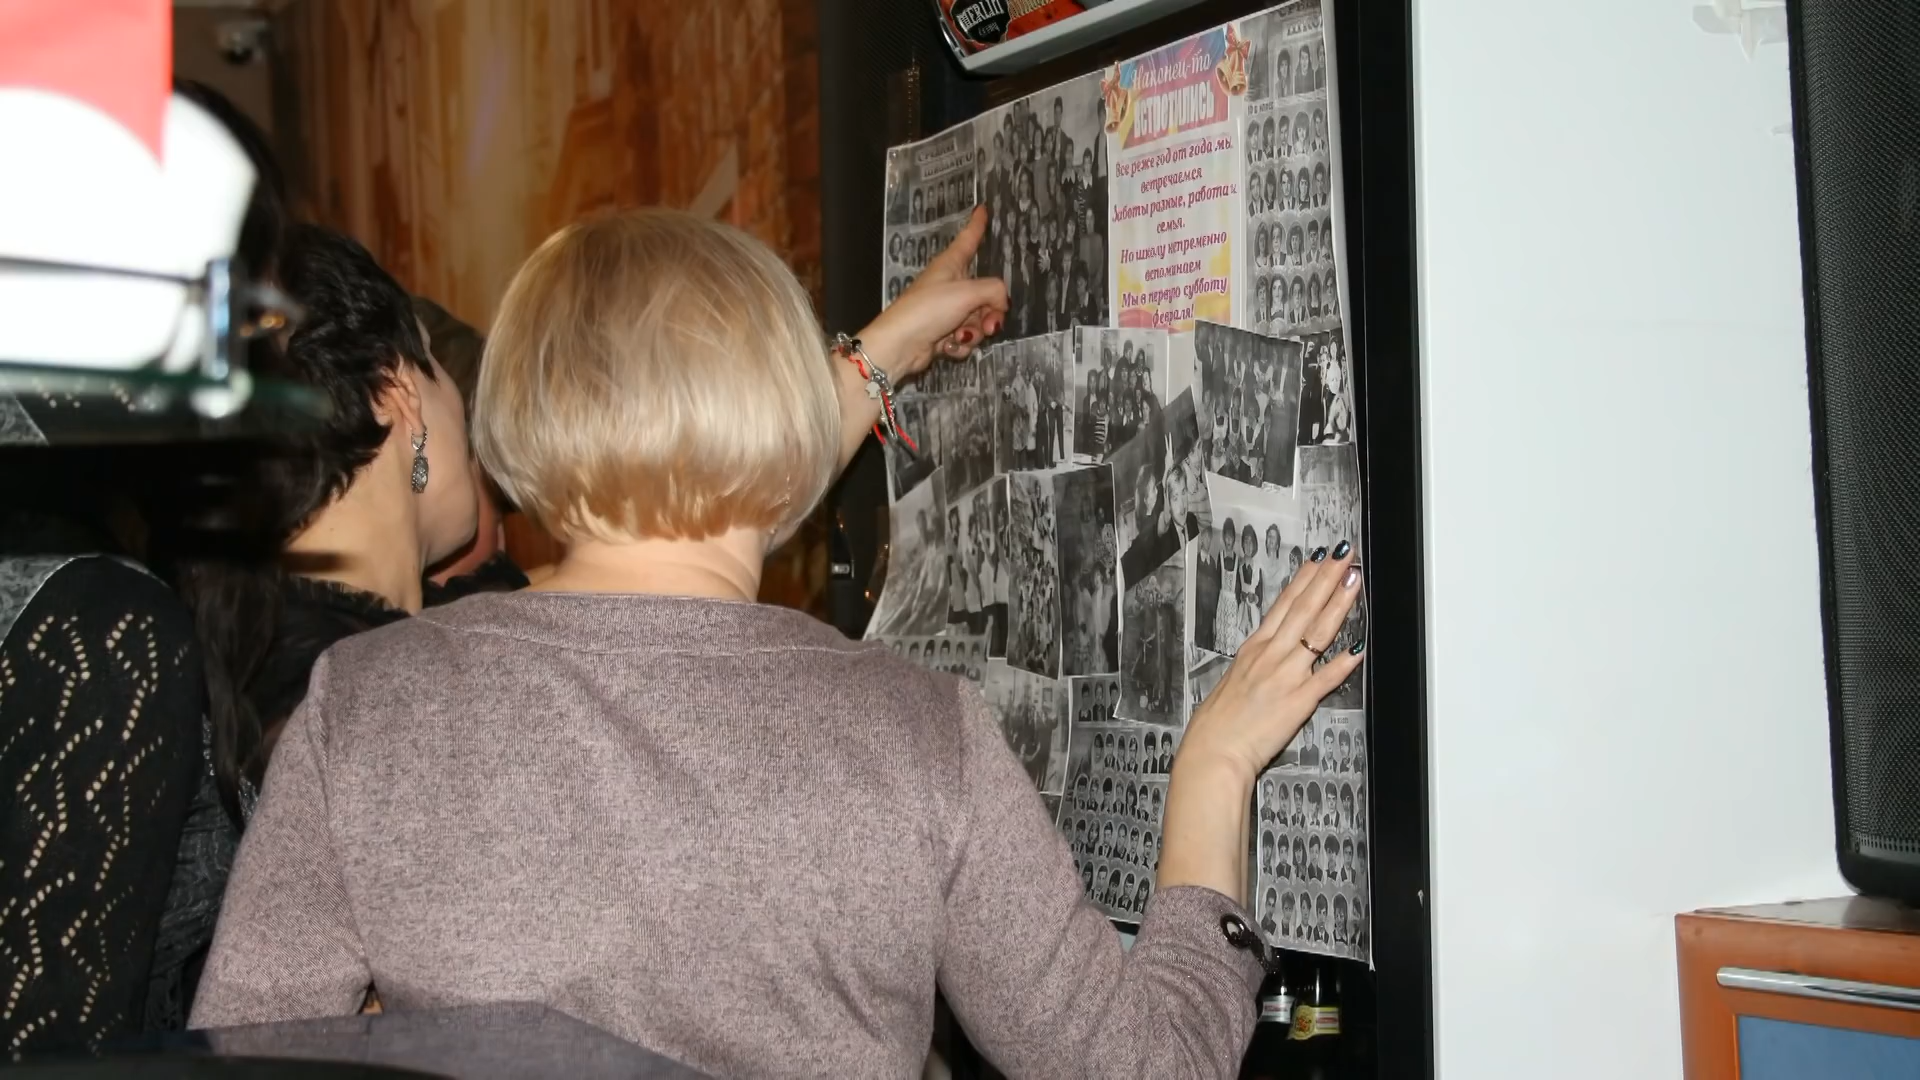 MERLIN
Наконец-то
ВСТРЕТИЛИСЬ
Все реже год от года мы
встречаемся
Заботы разные, работа и
семья.
Но школу непременно
вспоминаем
Мы в первую субботу
февраля!